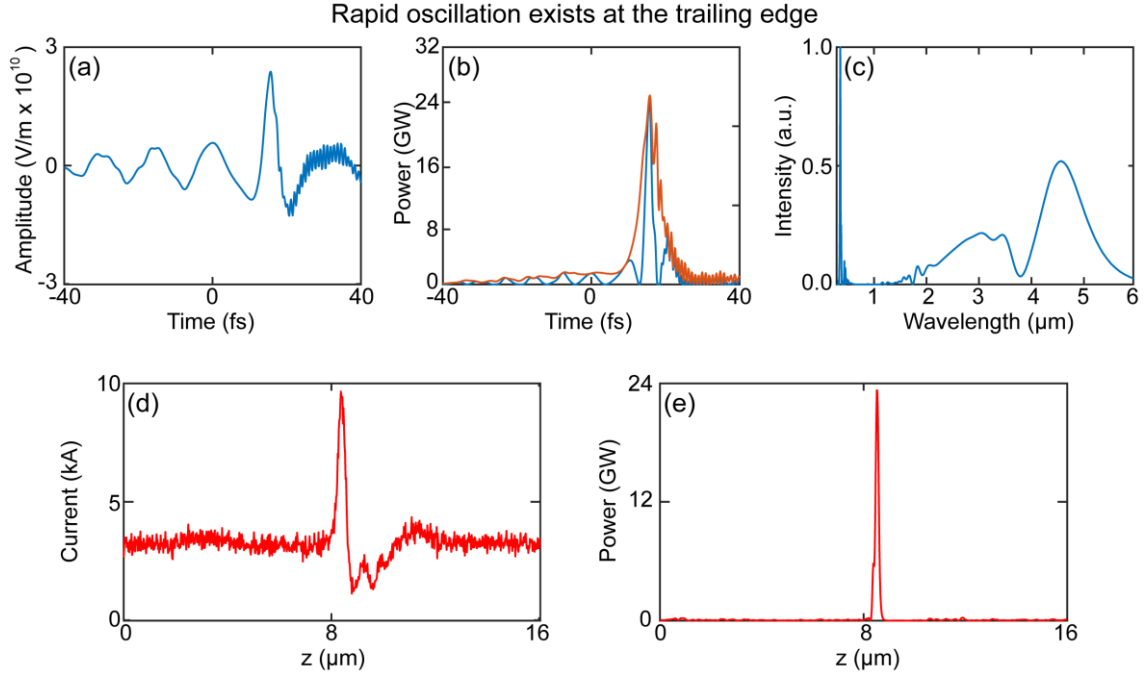 Rapid oscillation exists at the trailing edge
(a)
Amplitude (V/m x 10^10)
3
0
-3
-40
0
40
Time (fs)
(b)
Power (GW)
32
24
16
8
0
-40
0
40
Time (fs)
(c)
Intensity (a.u.)
1.0
0.5
0.0
1
2
3
4
5
6
Wavelength (μm)
(d)
Current (kA)
10
5
0
0
8
16
z (μm)
(e)
Power (GW)
24
12
0
0
8
16
z (μm)